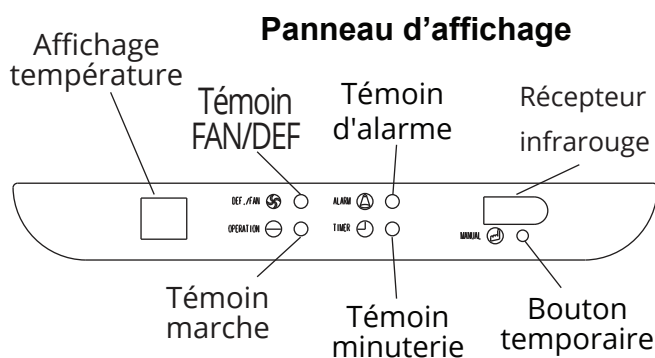 Panneau d’affichage
Affichage
température
Témoin
FAN/DEF
Témoin
d'alarme
Récepteur
infrarouge
DEF./FAN
ALARM
OPERATION
TIMER
MANUAL
Témoin
marche
Témoin
minuterie
Bouton
temporaire